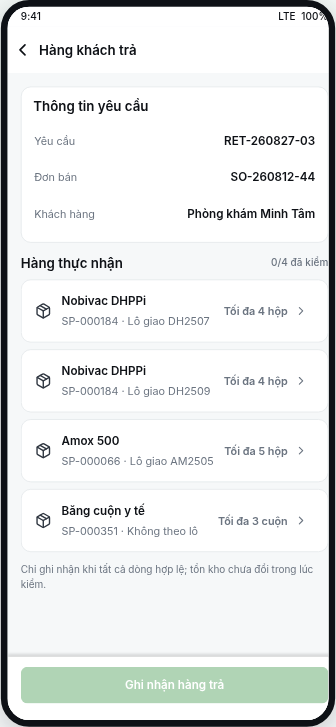 9:41 LTE 100%
Hàng khách trả
Thông tin yêu cầu
Yêu cầu RET-260827-03
Đơn bán SO-260812-44
Khách hàng Phòng khám Minh Tâm
Hàng thực nhận 0/4 đã kiểm
Nobivac DHPPi
SP-000184 · Lô giao DH2507
Tối đa 4 hộp
Nobivac DHPPi
SP-000184 · Lô giao DH2509
Tối đa 4 hộp
Amox 500
SP-000066 · Lô giao AM2505
Tối đa 5 hộp
Băng cuộn y tế
SP-000351 · Không theo lô
Tối đa 3 cuộn
Chỉ ghi nhận khi tất cả dòng hợp lệ; tồn kho chưa đổi trong lúc
kiểm.
Ghi nhận hàng trả